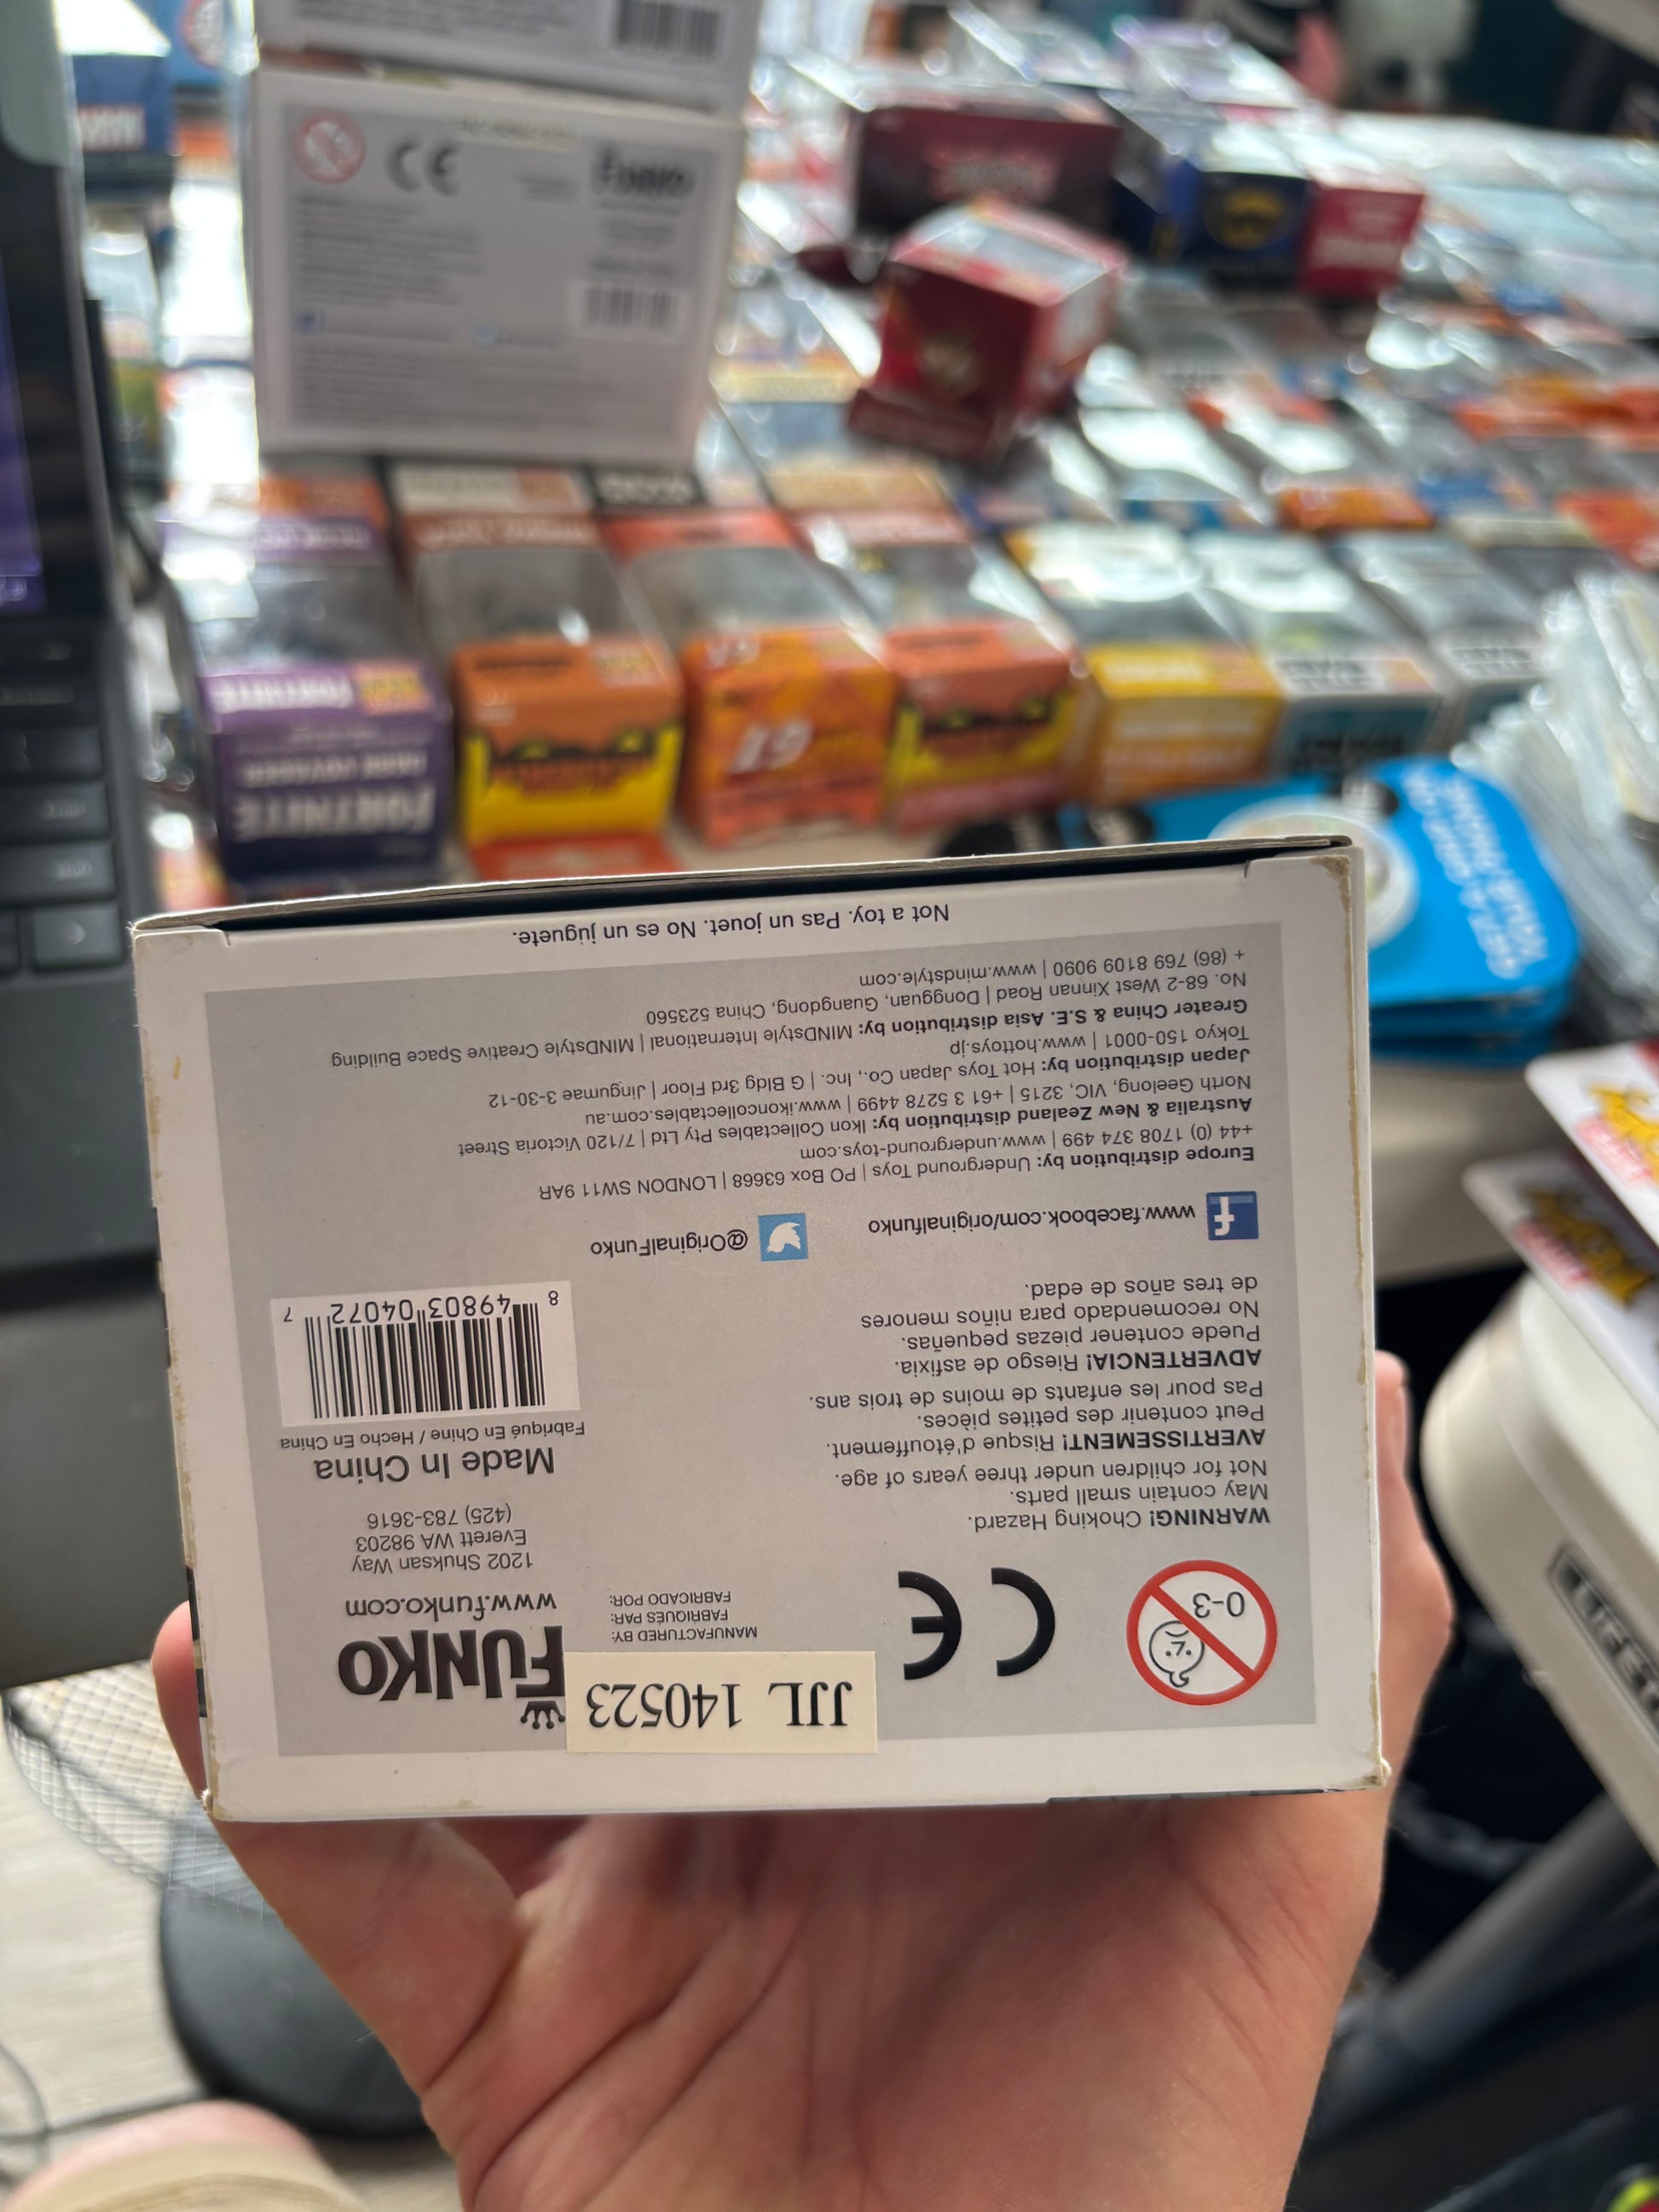 JJL 140523
FUNKO
www.funko.com
1202 Shuksan Way
Everett WA 98203
(425) 783-3616
Made In China
Fabriqué En Chine / Hecho En China
8 49803 04072 7
MANUFACTURED BY:
FABRIQUÉS PAR:
FABRICADO POR:
CE
0-3
WARNING! Choking Hazard.
May contain small parts.
Not for children under three years of age.
AVERTISSEMENT! Risque d'étouffement.
Peut contenir des petites pièces.
Pas pour les enfants de moins de trois ans.
ADVERTENCIA! Riesgo de asfixia.
Puede contener piezas pequeñas.
No recomendado para niños menores
de tres años de edad.
f www.facebook.com/originalfunko
@OriginalFunko
Europe distribution by: Underground Toys | PO Box 63668 | LONDON SW11 9AR
+44 (0) 1708 374 499 | www.underground-toys.com
Australia & New Zealand distribution by: Ikon Collectables Pty Ltd | 7/120 Victoria Street
North Geelong, VIC, 3215 | +61 3 5278 4499 | www.ikoncollectables.com.au
Japan distribution by: Hot Toys Japan Co., Inc. | G Bldg 3rd Floor | Jingumae 3-30-12
Tokyo 150-0001 | www.hottoys.jp
Greater China & S.E. Asia distribution by: MINDstyle International | MINDstyle Creative Space Building
No. 68-2 West Xinnan Road | Dongguan, Guangdong, China 523560
+ (86) 769 8109 9090 | www.mindstyle.com
Not a toy. Pas un jouet. No es un juguete.
FORTNITE
DARK VOYAGER
FORTNITE
CE
FUNKO